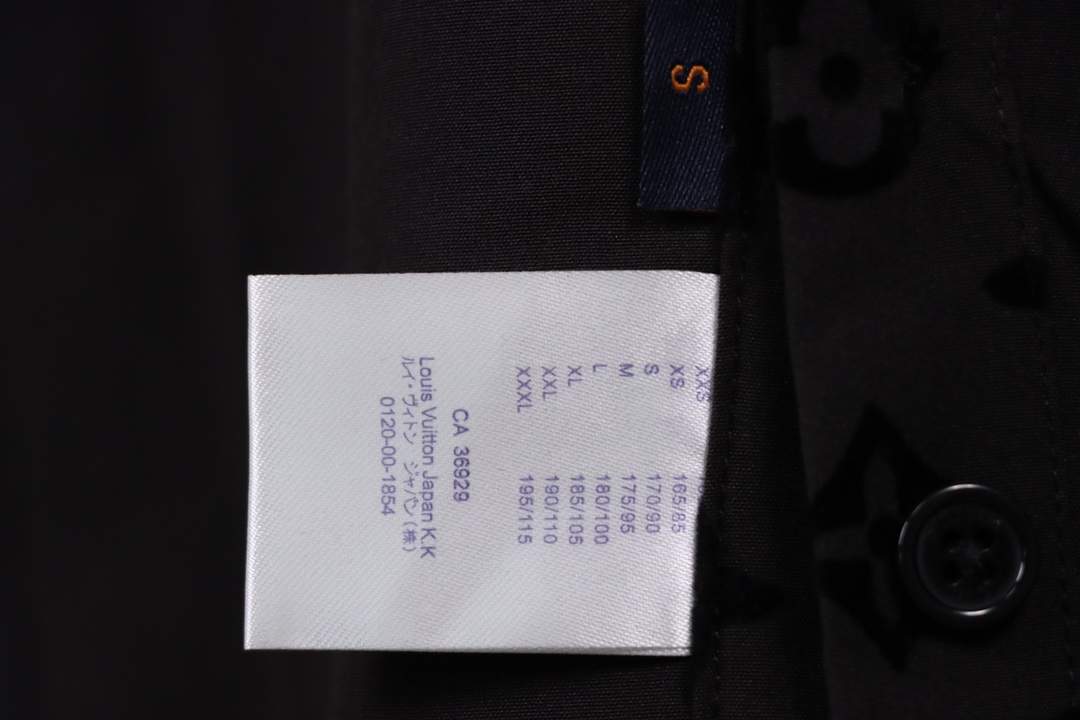 S
XXS
XS 165/85
S 170/90
M 175/95
L 180/100
XL 185/105
XXL 190/110
XXXL 195/115
CA 36929
Louis Vuitton Japan K.K
ルイ・ヴィトン ジャパン(株)
0120-00-1854